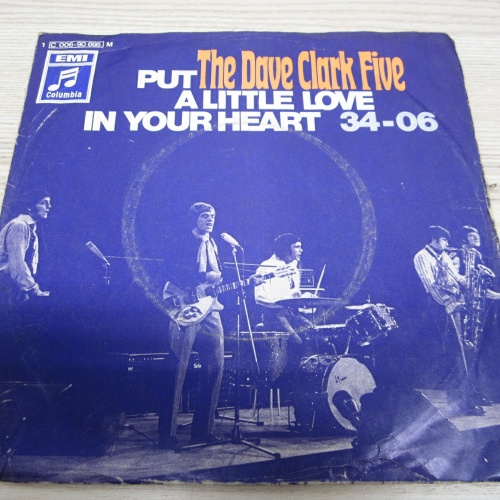 1 C 006-90 695 M
EMI
Columbia
The Dave Clark Five
PUT
A LITTLE LOVE
IN YOUR HEART 34-06